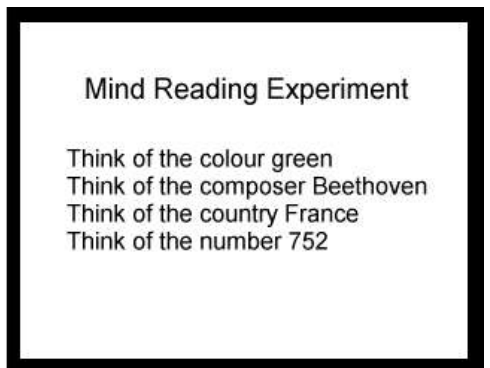 Mind Reading Experiment
Think of the colour green
Think of the composer Beethoven
Think of the country France
Think of the number 752